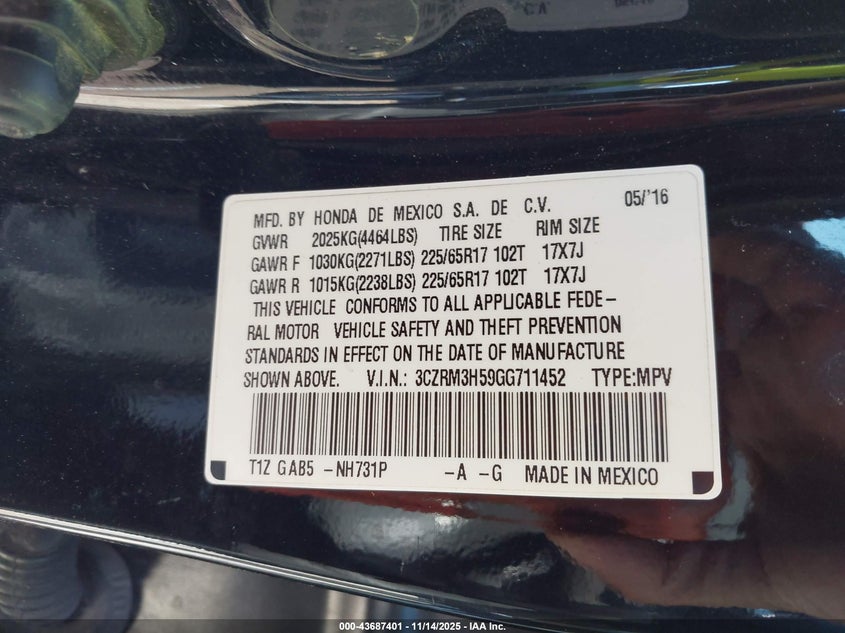 C A
MFD. BY HONDA DE MEXICO S.A. DE C.V. 05/'16
GVWR 2025KG(4464LBS) TIRE SIZE RIM SIZE
GAWR F 1030KG(2271LBS) 225/65R17 102T 17X7J
GAWR R 1015KG(2238LBS) 225/65R17 102T 17X7J
THIS VEHICLE CONFORMS TO ALL APPLICABLE FEDE–
RAL MOTOR VEHICLE SAFETY AND THEFT PREVENTION
STANDARDS IN EFFECT ON THE DATE OF MANUFACTURE
SHOWN ABOVE. V.I.N.: 3CZRM3H59GG711452 TYPE:MPV
T1Z GAB5 –NH731P –A –G MADE IN MEXICO
000-43687401 - 11/14/2025 - IAA Inc.